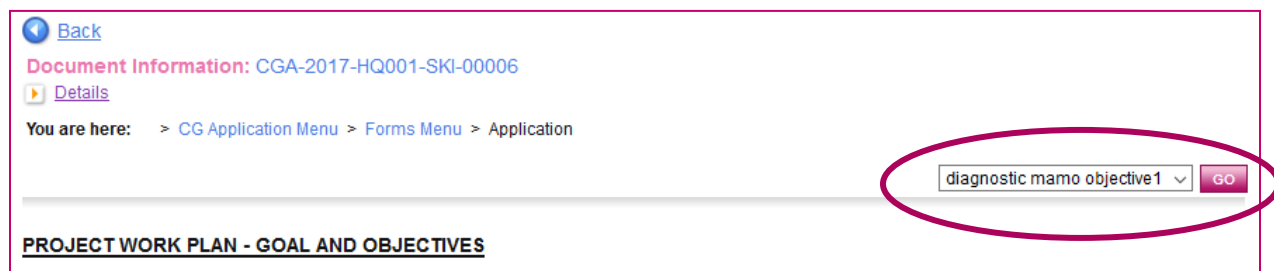 Back
Document Information: CGA-2017-HQ001-SKI-00006
Details
You are here: > CG Application Menu > Forms Menu > Application
diagnostic mamo objective1 GO
PROJECT WORK PLAN - GOAL AND OBJECTIVES